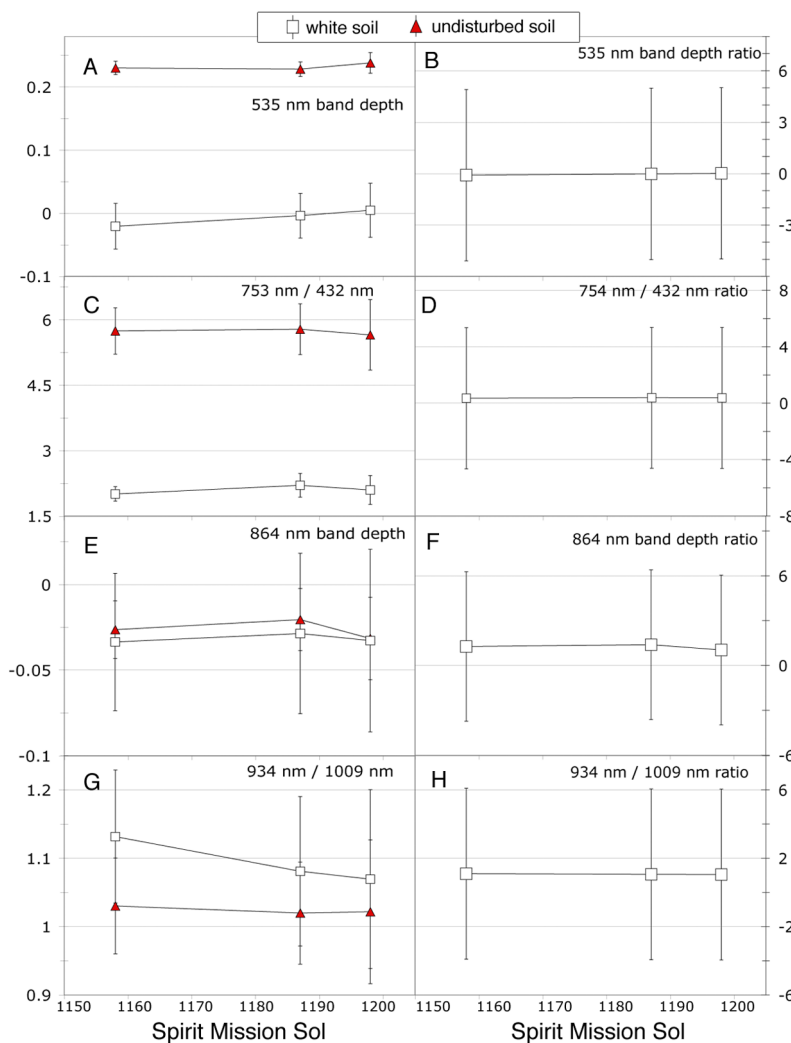 white soil undisturbed soil
A
535 nm band depth
0.2
0.1
0
-0.1
B
535 nm band depth ratio
6
3
0
-3
C
753 nm / 432 nm
6
4.5
3
1.5
D
754 nm / 432 nm ratio
8
4
0
-4
-8
E
864 nm band depth
0
-0.05
-0.1
F
864 nm band depth ratio
6
0
-6
G
934 nm / 1009 nm
1.2
1.1
1
0.9
H
934 nm / 1009 nm ratio
6
2
-2
-6
1150 1160 1170 1180 1190 1200
1150 1160 1170 1180 1190 1200
Spirit Mission Sol
Spirit Mission Sol